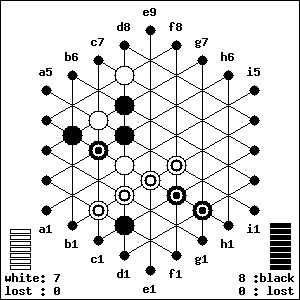 e9
d8 f8
c7 g7
b6 h6
a5 i5
a1 i1
b1 h1
c1 g1
d1 f1
e1
white: 7 8 :black
lost : 0 0 : lost